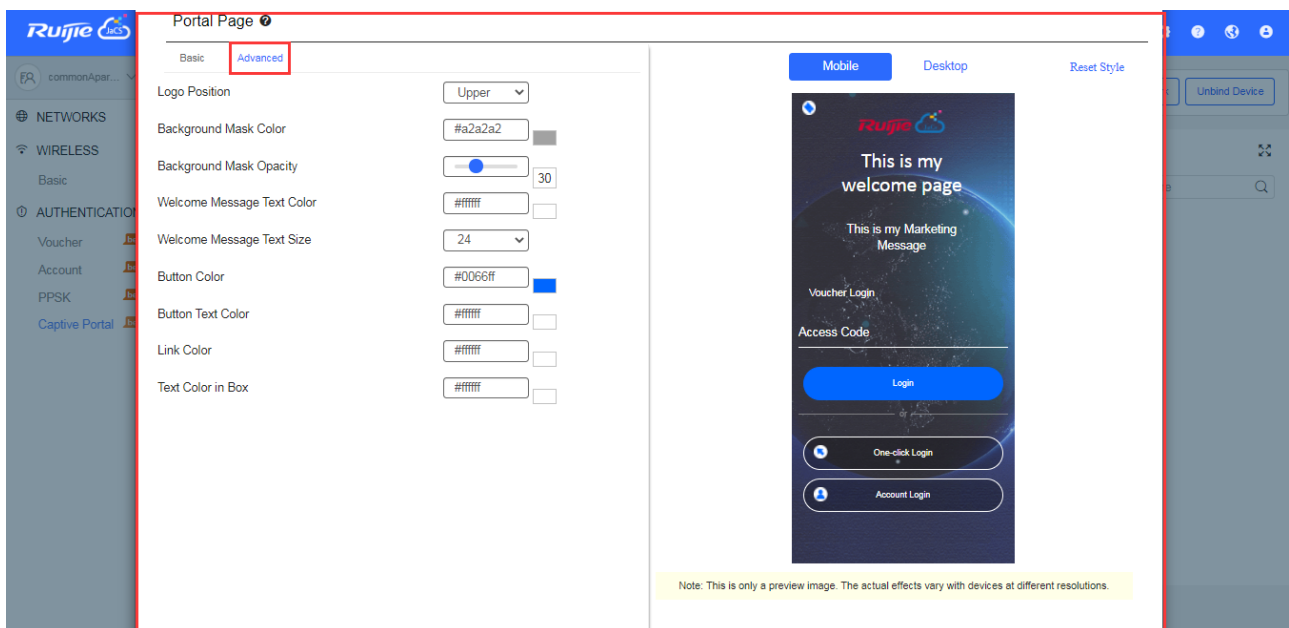 Ruijie JaCS
Portal Page
commonApar...
NETWORKS
WIRELESS
Basic
AUTHENTICATION
Voucher
Account
PPSK
Captive Portal
Basic
Advanced
Logo Position
Upper
Background Mask Color
#a2a2a2
Background Mask Opacity
30
Welcome Message Text Color
#ffffff
Welcome Message Text Size
24
Button Color
#0066ff
Button Text Color
#ffffff
Link Color
#ffffff
Text Color in Box
#ffffff
Mobile
Desktop
Reset Style
Ruijie
This is my
welcome page
This is my Marketing
Message
Voucher Login
Access Code
Login
or
One-click Login
Account Login
Note: This is only a preview image. The actual effects vary with devices at different resolutions.
Unbind Device